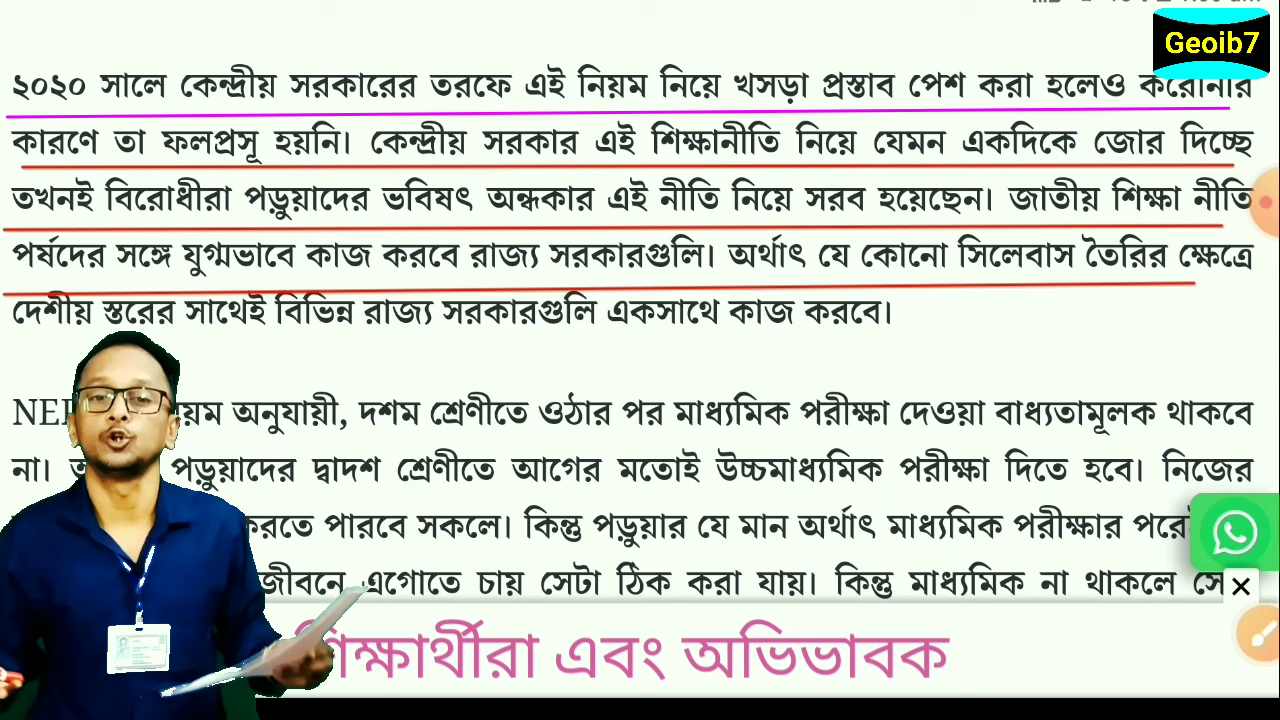 Geoib7
২০২০ সালে কেন্দ্রীয় সরকারের তরফে এই নিয়ম নিয়ে খসড়া প্রস্তাব পেশ করা হলেও করোনার
কারণে তা ফলপ্রসূ হয়নি। কেন্দ্রীয় সরকার এই শিক্ষানীতি নিয়ে যেমন একদিকে জোর দিচ্ছে
তখনই বিরোধীরা পড়ুয়াদের ভবিষৎ অন্ধকার এই নীতি নিয়ে সরব হয়েছেন। জাতীয় শিক্ষা নীতি
পর্ষদের সঙ্গে যুগ্মভাবে কাজ করবে রাজ্য সরকারগুলি। অর্থাৎ যে কোনো সিলেবাস তৈরির ক্ষেত্রে
দেশীয় স্তরের সাথেই বিভিন্ন রাজ্য সরকারগুলি একসাথে কাজ করবে।
অনুযায়ী, দশম শ্রেণীতে ওঠার পর মাধ্যমিক পরীক্ষা দেওয়া বাধ্যতামূলক থাকবে
না। পড়ুয়াদের দ্বাদশ শ্রেণীতে আগের মতোই উচ্চমাধ্যমিক পরীক্ষা দিতে হবে। নিজের
করতে পারবে সকলে। কিন্তু পড়ুয়ার যে মান অর্থাৎ মাধ্যমিক পরীক্ষার
জীবনে এগোতে চায় সেটা ঠিক করা যায়। কিন্তু মাধ্যমিক না থাকলে
শিক্ষার্থীরা এবং অভিভাবক